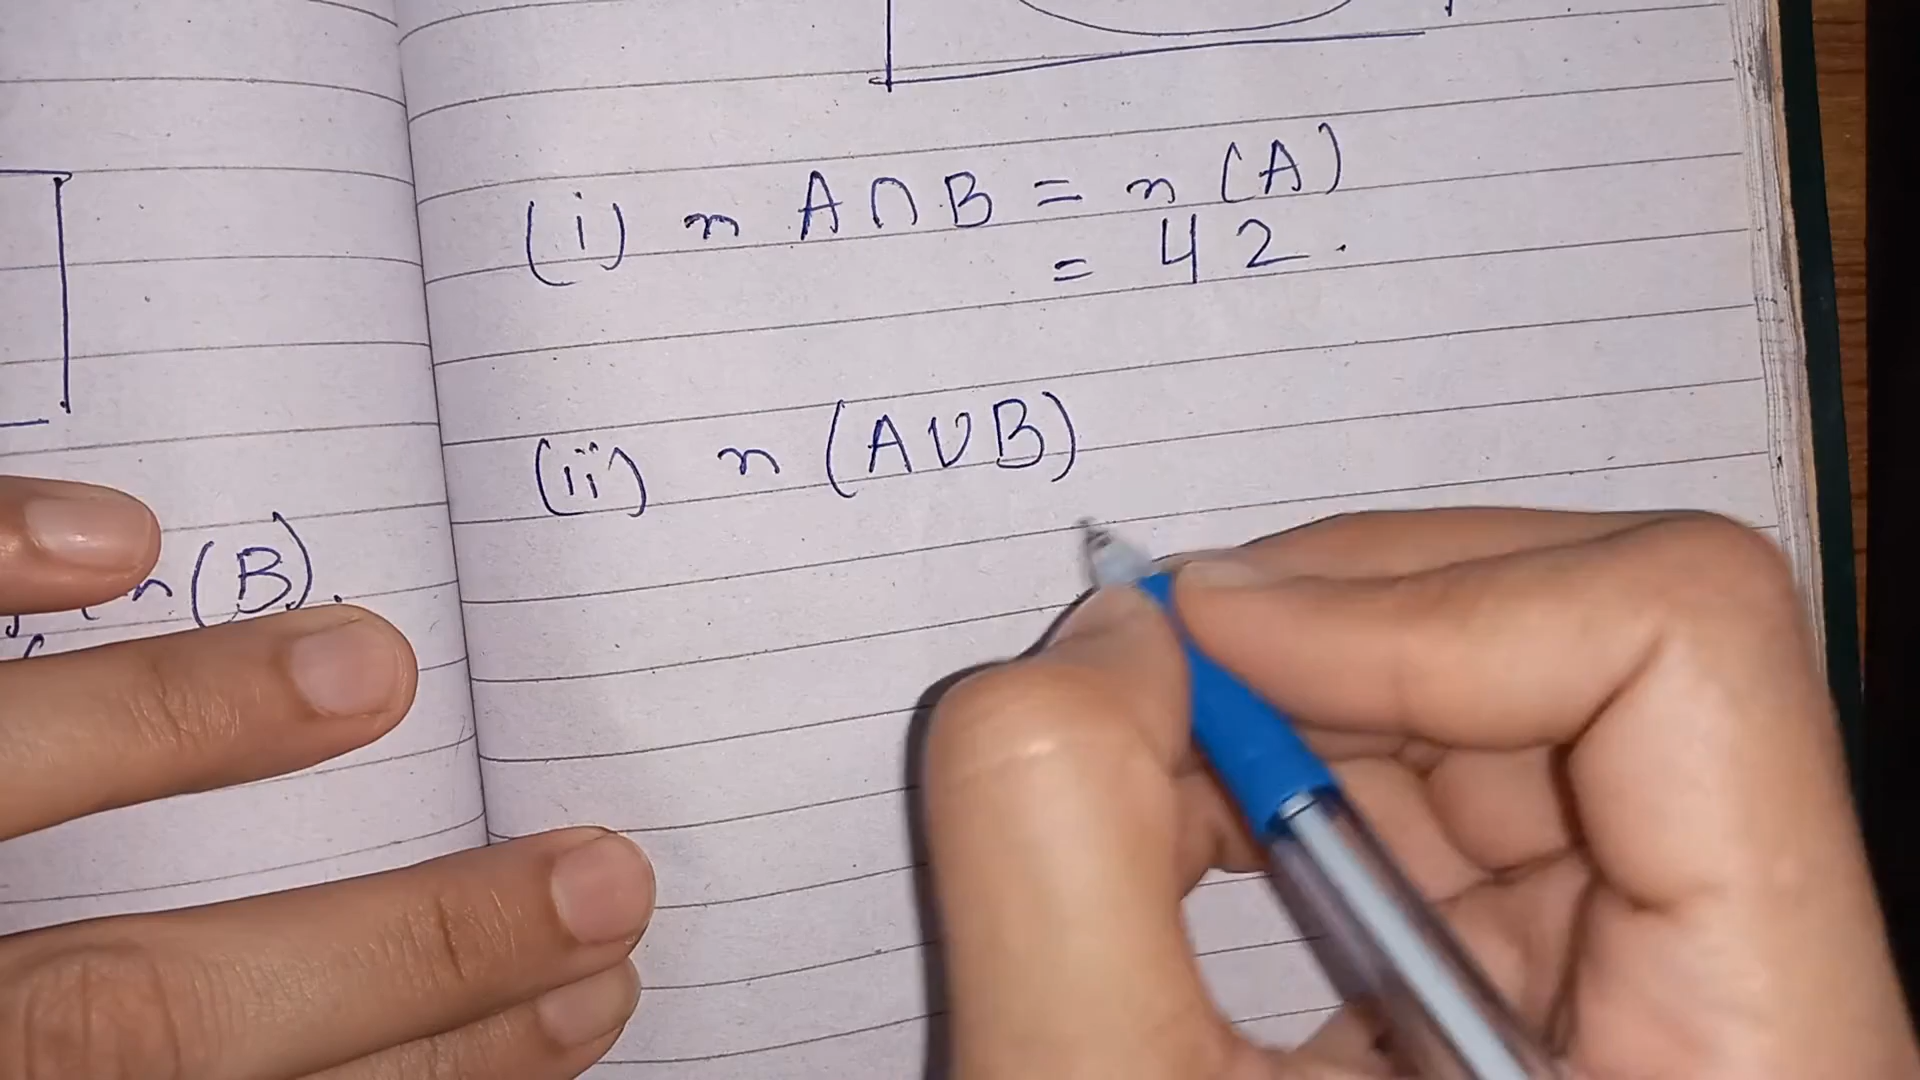 n(B).
(i) n A∩B = n (A)
= 42.
(ii) n (A∪B)